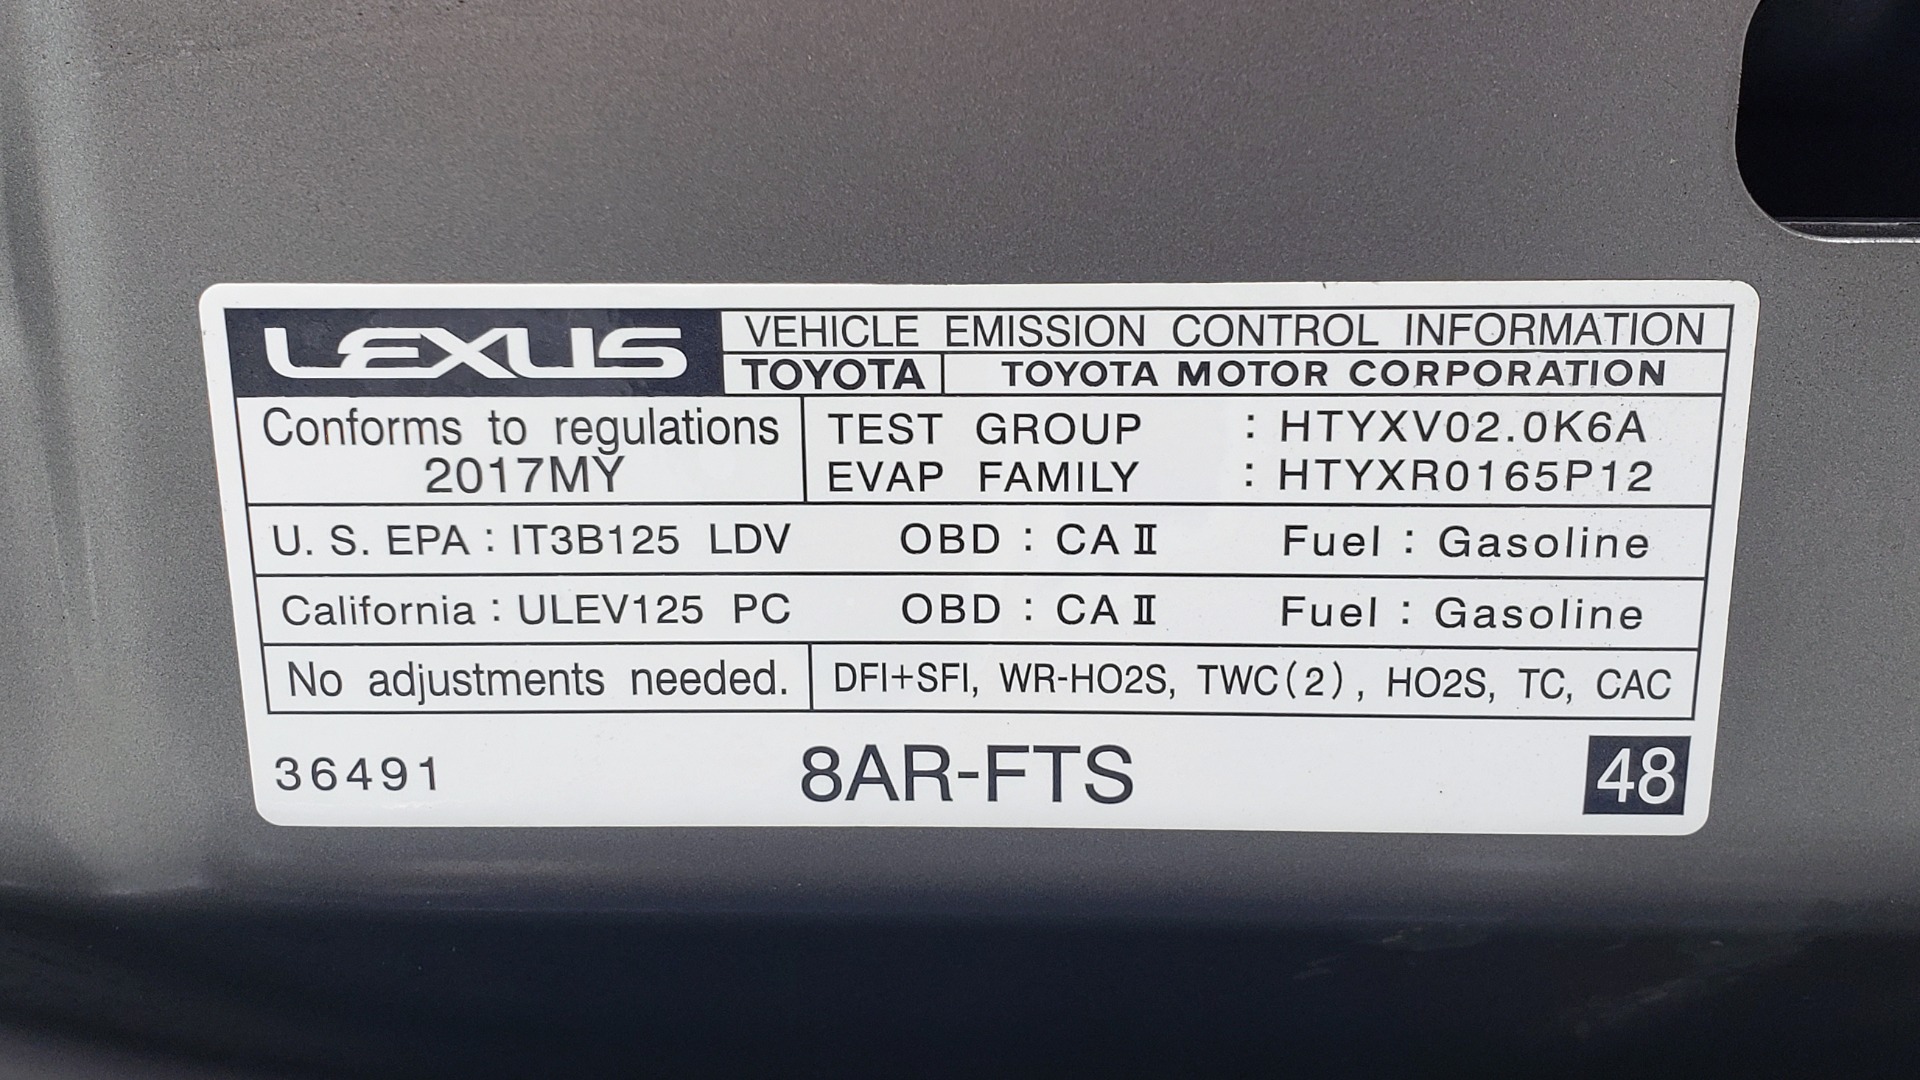 LEXUS VEHICLE EMISSION CONTROL INFORMATION
TOYOTA TOYOTA MOTOR CORPORATION
Conforms to regulations
2017MY
TEST GROUP : HTYXV02.0K6A
EVAP FAMILY : HTYXR0165P12
U. S. EPA : IT3B125 LDV OBD : CA II Fuel : Gasoline
California : ULEV125 PC OBD : CA II Fuel : Gasoline
No adjustments needed. DFI+SFI, WR-HO2S, TWC(2), HO2S, TC, CAC
36491 8AR-FTS 48